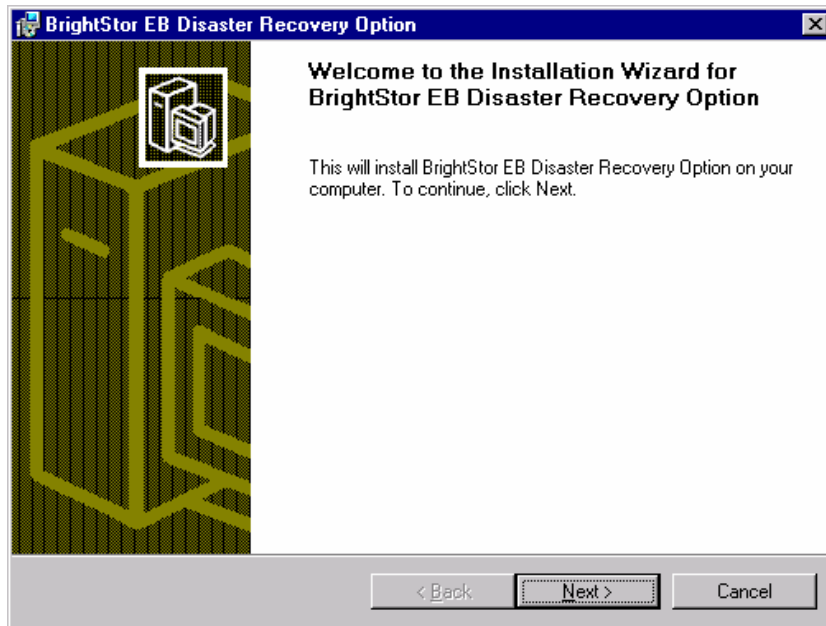 BrightStor EB Disaster Recovery Option
Welcome to the Installation Wizard for
BrightStor EB Disaster Recovery Option
This will install BrightStor EB Disaster Recovery Option on your
computer. To continue, click Next.
< Back
Next >
Cancel